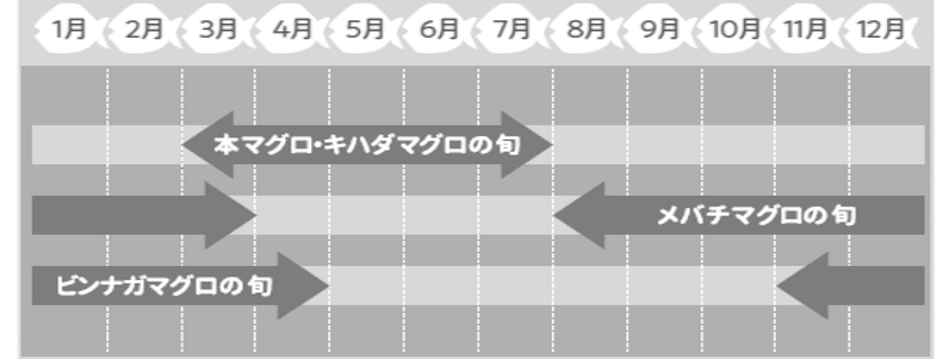 1月 2月 3月 4月 5月 6月 7月 8月 9月 10月 11月 12月
本マグロ・キハダマグロの旬
メバチマグロの旬
ビンナガマグロの旬